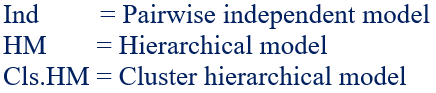 Ind = Pairwise independent model
HM = Hierarchical model
Cls.HM = Cluster hierarchical model